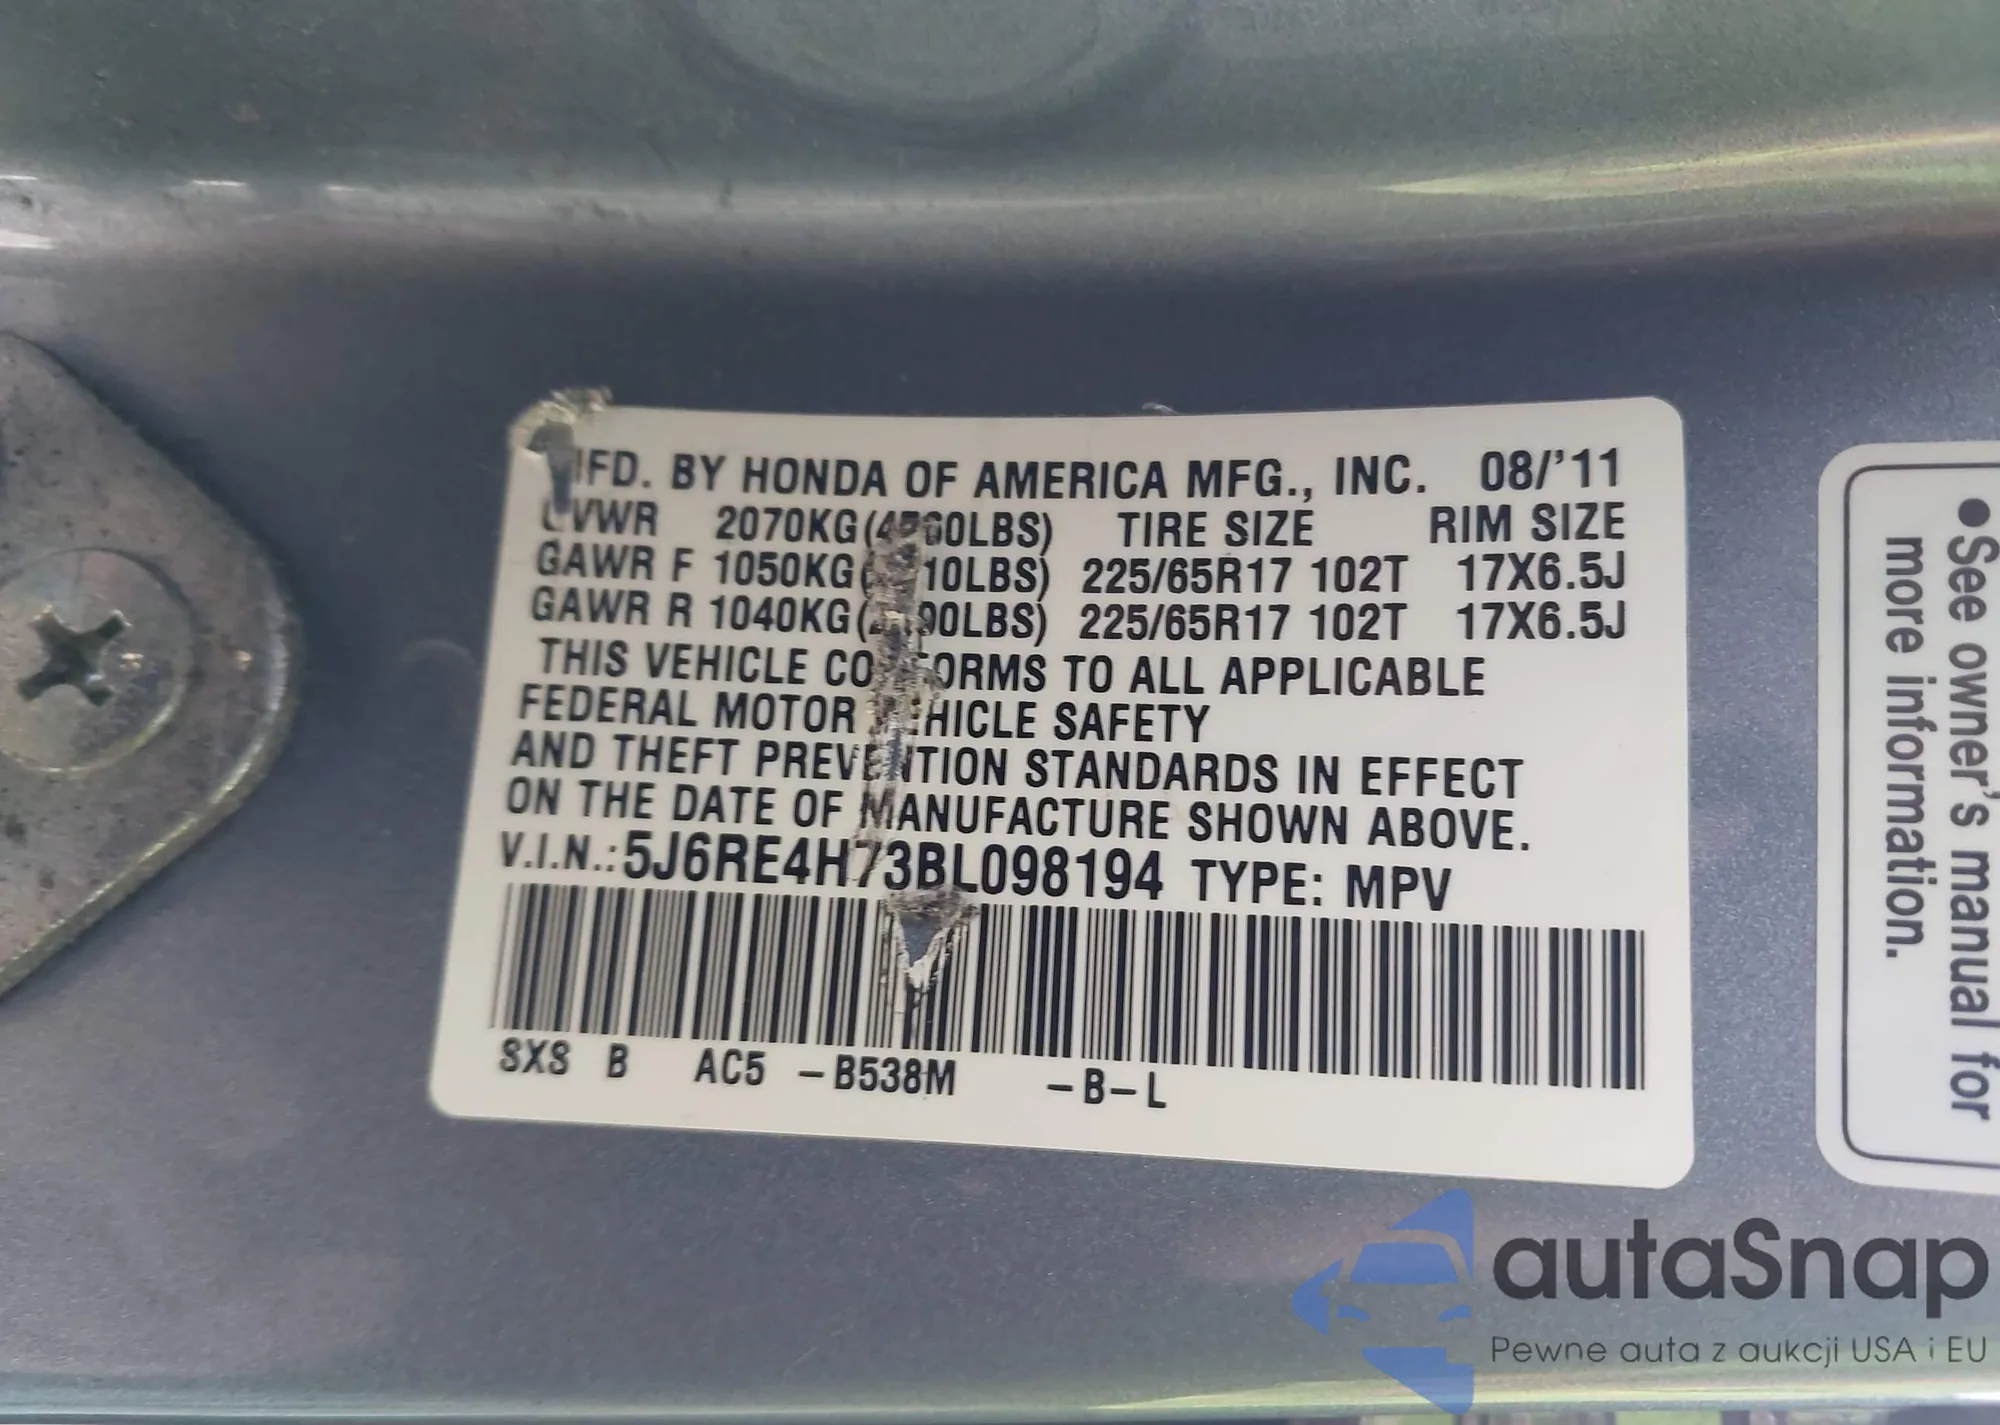 MFD. BY HONDA OF AMERICA MFG., INC. 08/'11
GVWR 2070KG TIRE SIZE RIM SIZE
GAWR F 1050KG 225/65R17 102T 17X6.5J
GAWR R 1040KG 225/65R17 102T 17X6.5J
THIS VEHICLE CONFORMS TO ALL APPLICABLE
FEDERAL MOTOR VEHICLE SAFETY
AND THEFT PREVENTION STANDARDS IN EFFECT
ON THE DATE OF MANUFACTURE SHOWN ABOVE.
V.I.N.: 5J6RE4H73BL098194 TYPE: MPV
SXS B AC5 -B538M -B-L
●See owner's manual for
more information.
autaSnap
Pewne auta z aukcji USA i EU